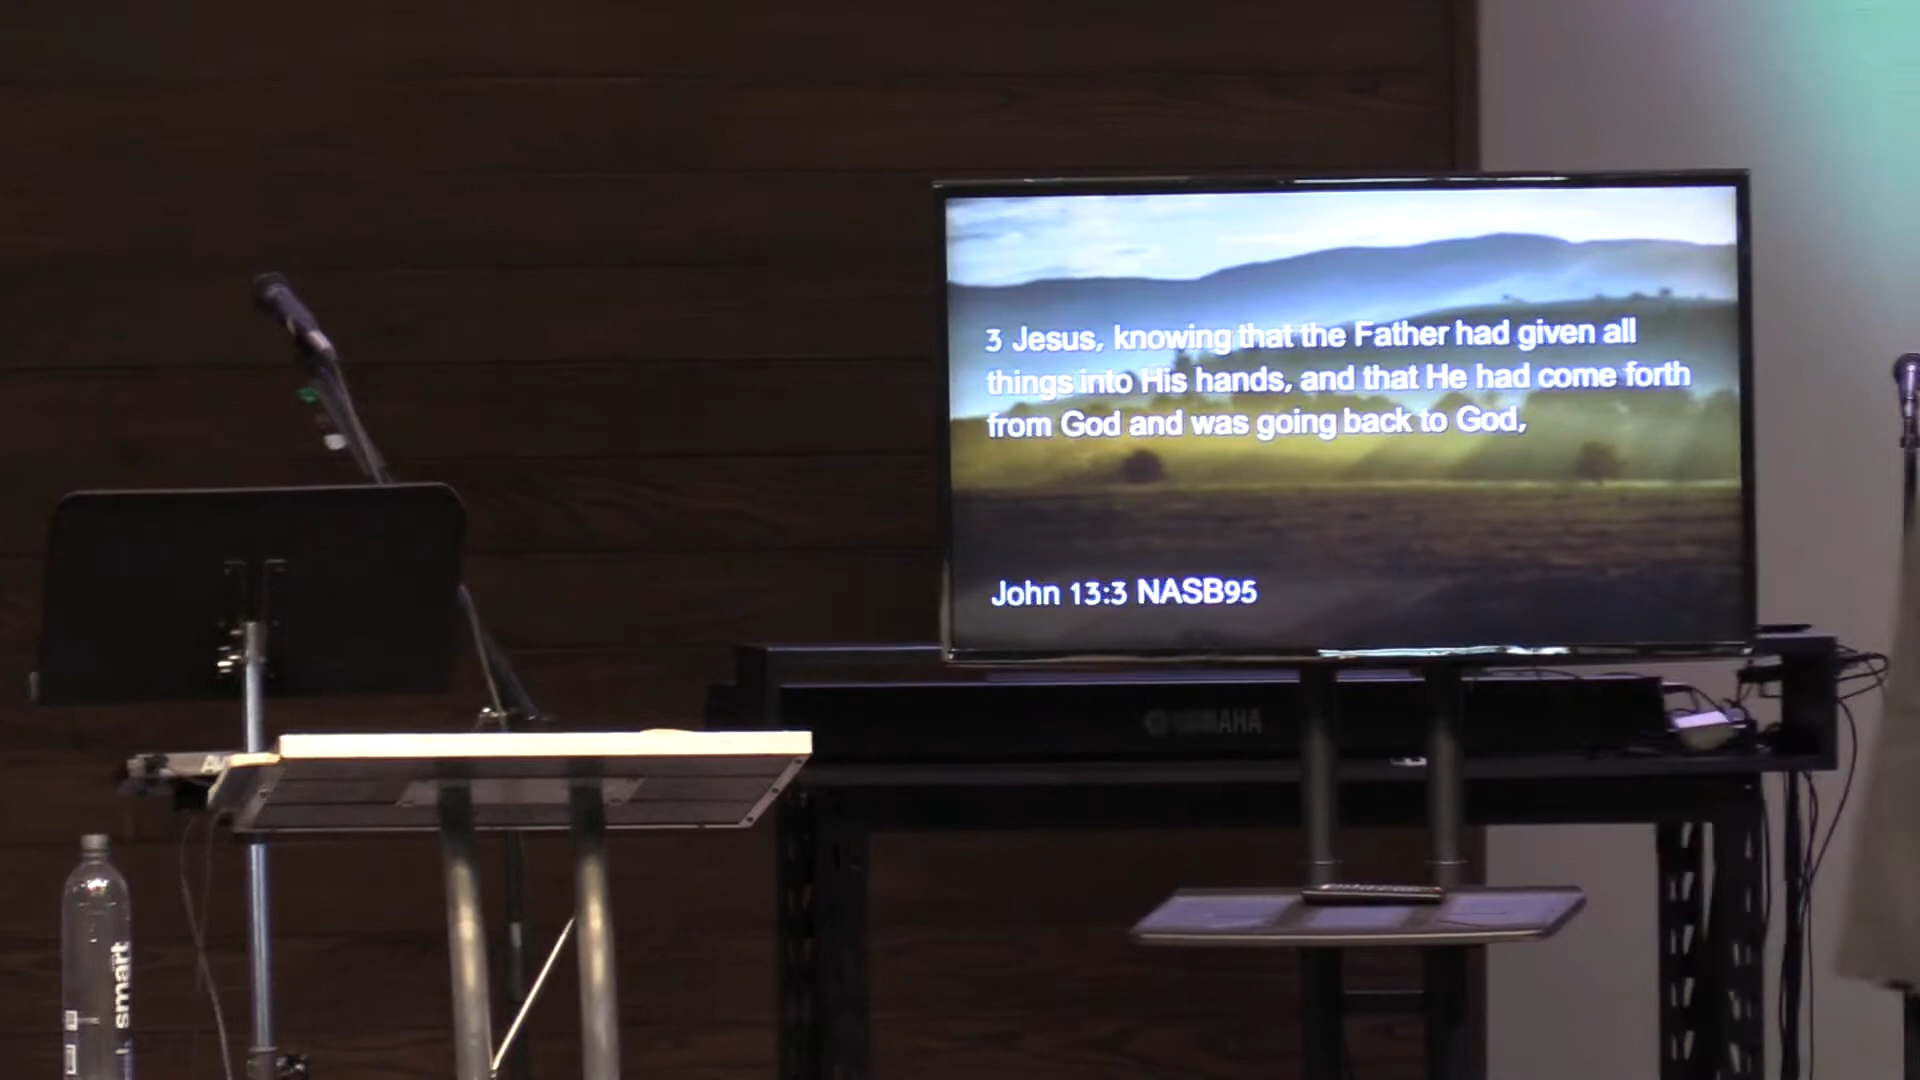 3 Jesus, knowing that the Father had given all
things into His hands, and that He had come forth
from God and was going back to God,
John 13:3 NASB95
YAMAHA
smart